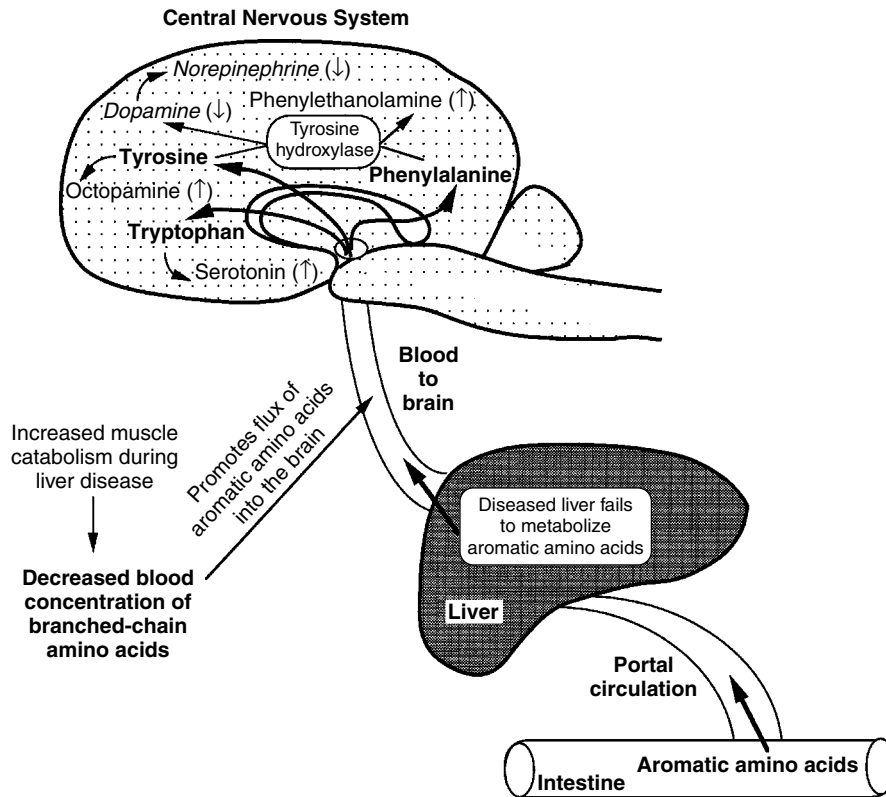 Central Nervous System
Norepinephrine (↓)
Dopamine (↓)
Phenylethanolamine (↑)
Tyrosine
hydroxylase
Tyrosine
Phenylalanine
Octopamine (↑)
Tryptophan
Serotonin (↑)
Blood
to
brain
Increased muscle
catabolism during
liver disease
Promotes flux of
aromatic amino acids
into the brain
Decreased blood
concentration of
branched-chain
amino acids
Diseased liver fails
to metabolize
aromatic amino acids
Liver
Portal
circulation
Aromatic amino acids
Intestine